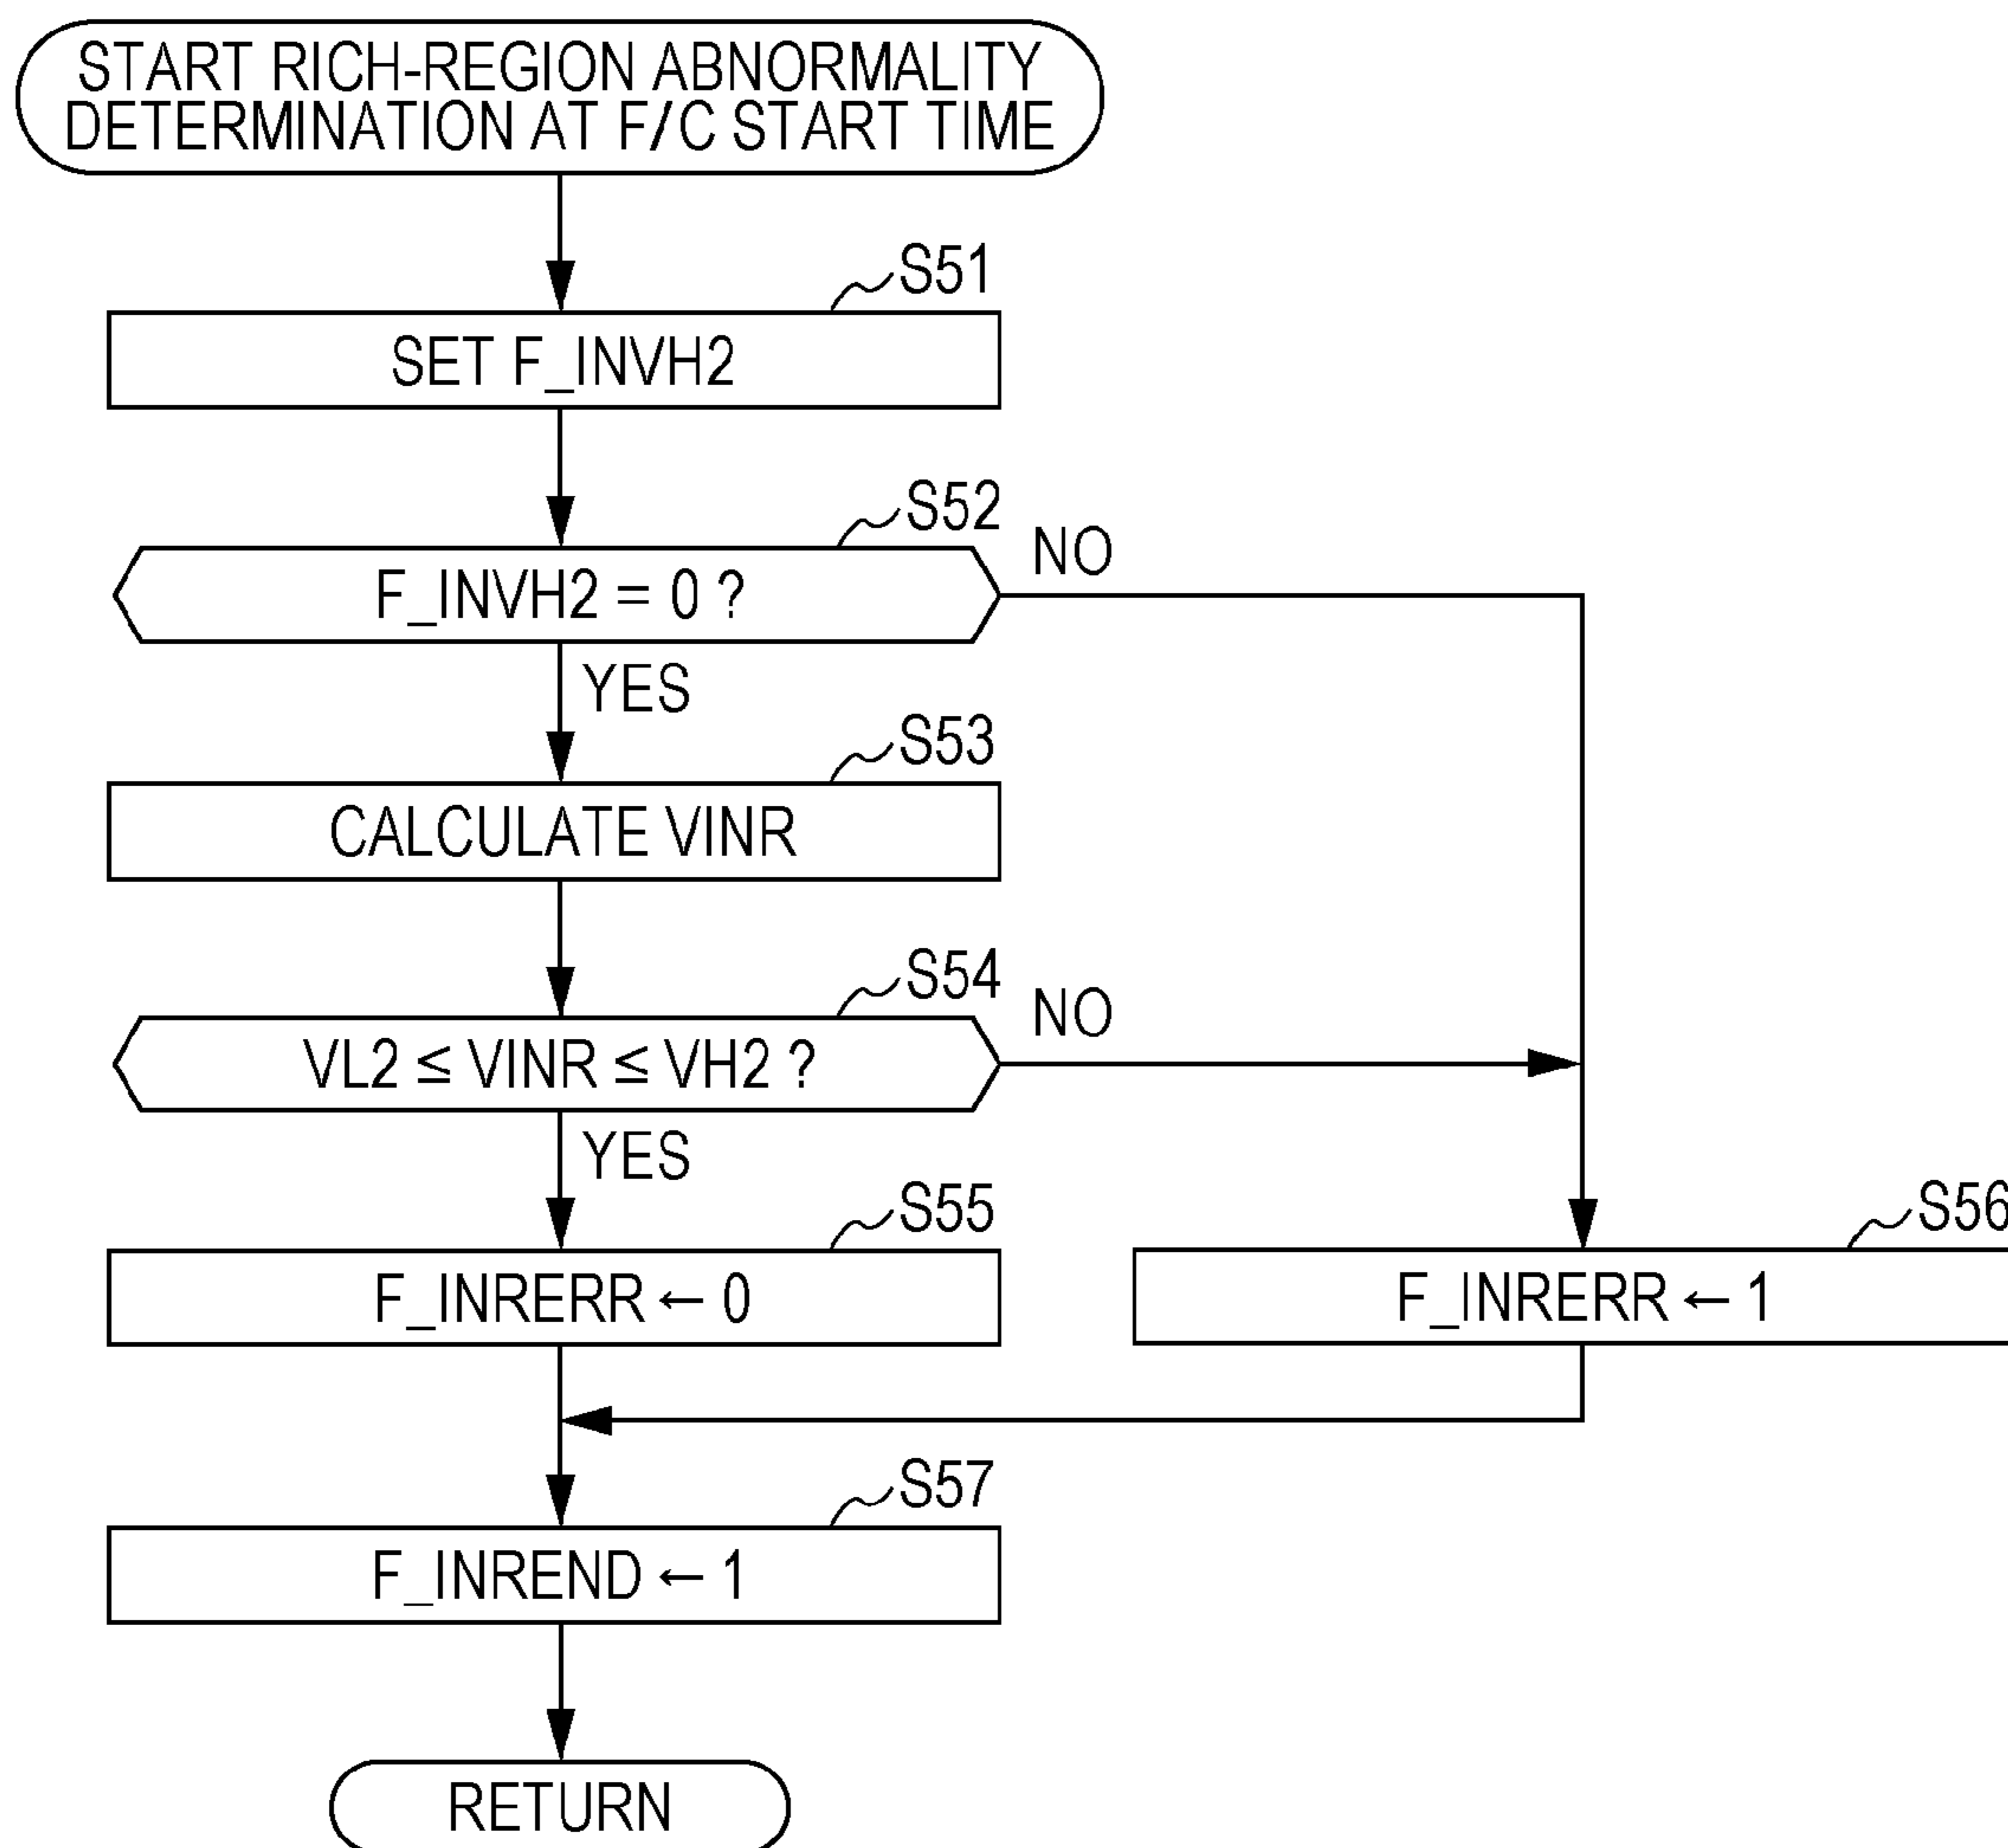 START RICH-REGION ABNORMALITY
DETERMINATION AT F/C START TIME
S51
SET F_INVH2
S52
F_INVH2 = 0 ?
NO
YES
S53
CALCULATE VINR
S54
VL2 ≤ VINR ≤ VH2 ?
NO
YES
S55
F_INRERR ← 0
S56
F_INRERR ← 1
S57
F_INREND ← 1
RETURN